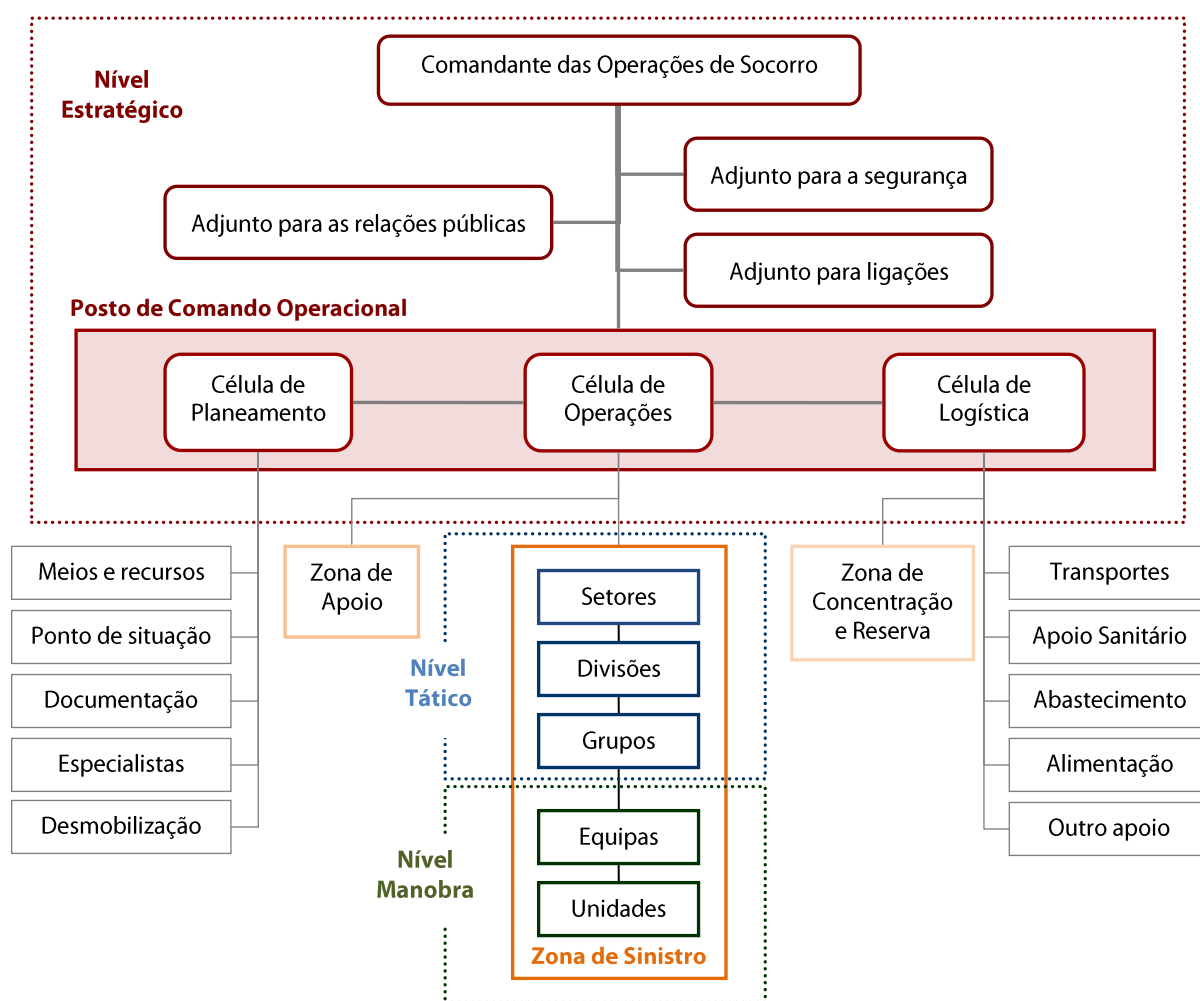 Nível
Estratégico
Comandante das Operações de Socorro
Adjunto para a segurança
Adjunto para as relações públicas
Adjunto para ligações
Posto de Comando Operacional
Célula de
Planeamento
Célula de
Operações
Célula de
Logística
Meios e recursos
Ponto de situação
Documentação
Especialistas
Desmobilização
Zona de
Apoio
Nível
Tático
Setores
Divisões
Grupos
Nível
Manobra
Equipas
Unidades
Zona de Sinistro
Zona de
Concentração
e Reserva
Transportes
Apoio Sanitário
Abastecimento
Alimentação
Outro apoio